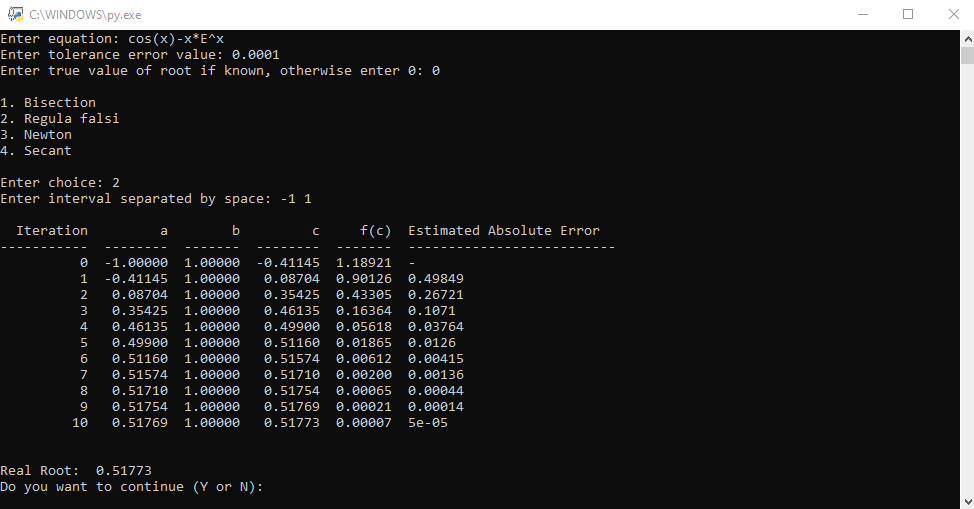 C:\WINDOWS\py.exe
Enter equation: cos(x)-x*E^x
Enter tolerance error value: 0.0001
Enter true value of root if known, otherwise enter 0: 0
1. Bisection
2. Regula falsi
3. Newton
4. Secant
Enter choice: 2
Enter interval separated by space: -1 1
Iteration a b c f(c) Estimated Absolute Error
----------- -------- ------- -------- ------- --------------------------
0 -1.00000 1.00000 -0.41145 1.18921 -
1 -0.41145 1.00000 0.08704 0.90126 0.49849
2 0.08704 1.00000 0.35425 0.43305 0.26721
3 0.35425 1.00000 0.46135 0.16364 0.1071
4 0.46135 1.00000 0.49900 0.05618 0.03764
5 0.49900 1.00000 0.51160 0.01865 0.0126
6 0.51160 1.00000 0.51574 0.00612 0.00415
7 0.51574 1.00000 0.51710 0.00200 0.00136
8 0.51710 1.00000 0.51754 0.00065 0.00044
9 0.51754 1.00000 0.51769 0.00021 0.00014
10 0.51769 1.00000 0.51773 0.00007 5e-05
Real Root: 0.51773
Do you want to continue (Y or N):